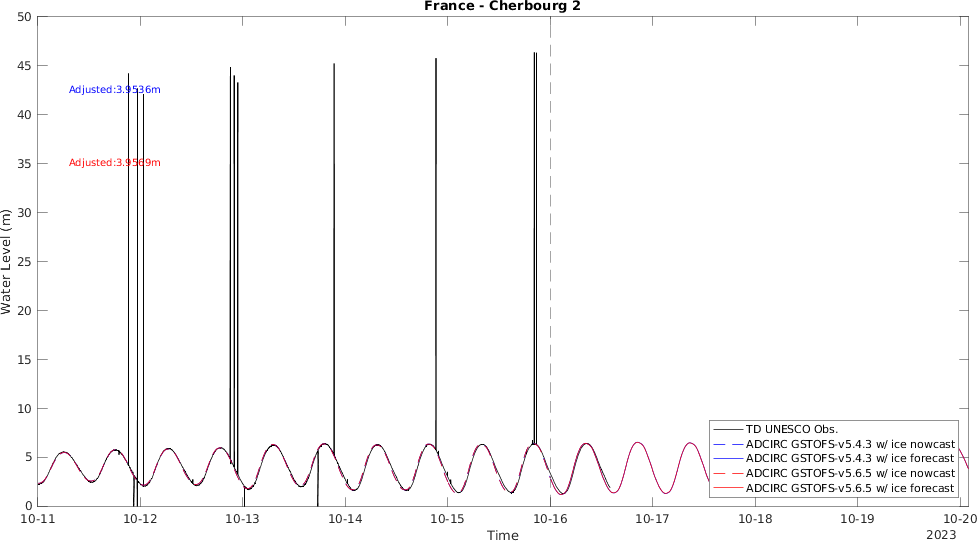 France - Cherbourg 2
50
45
40
35
30
25
20
15
10
5
0
Water Level (m)
Adjusted:3.9536m
Adjusted:3.9569m
TD UNESCO Obs.
ADCIRC GSTOFS-v5.4.3 w/ ice nowcast
ADCIRC GSTOFS-v5.4.3 w/ ice forecast
ADCIRC GSTOFS-v5.6.5 w/ ice nowcast
ADCIRC GSTOFS-v5.6.5 w/ ice forecast
10-11 10-12 10-13 10-14 10-15 10-16 10-17 10-18 10-19 10-20
Time
2023